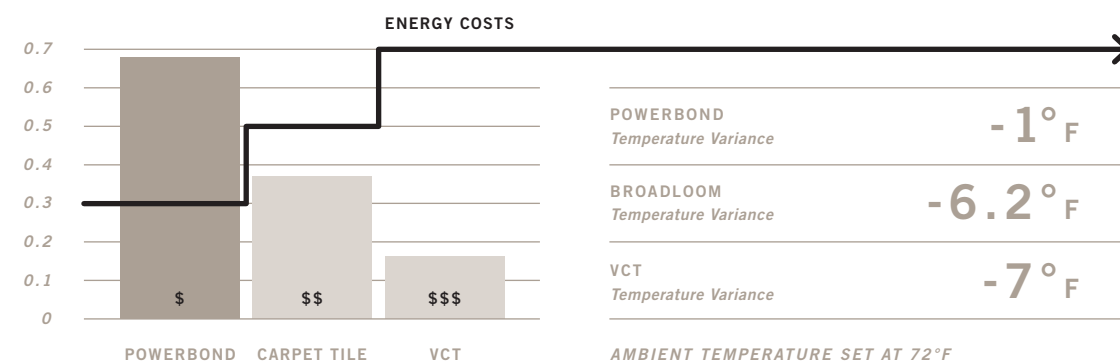 ENERGY COSTS
0.7
0.6
0.5
0.4
0.3
0.2
0.1
0
$
$$
$$$
POWERBOND
CARPET TILE
VCT
POWERBOND
Temperature Variance
-1° F
BROADLOOM
Temperature Variance
-6.2° F
VCT
Temperature Variance
-7° F
AMBIENT TEMPERATURE SET AT 72°F